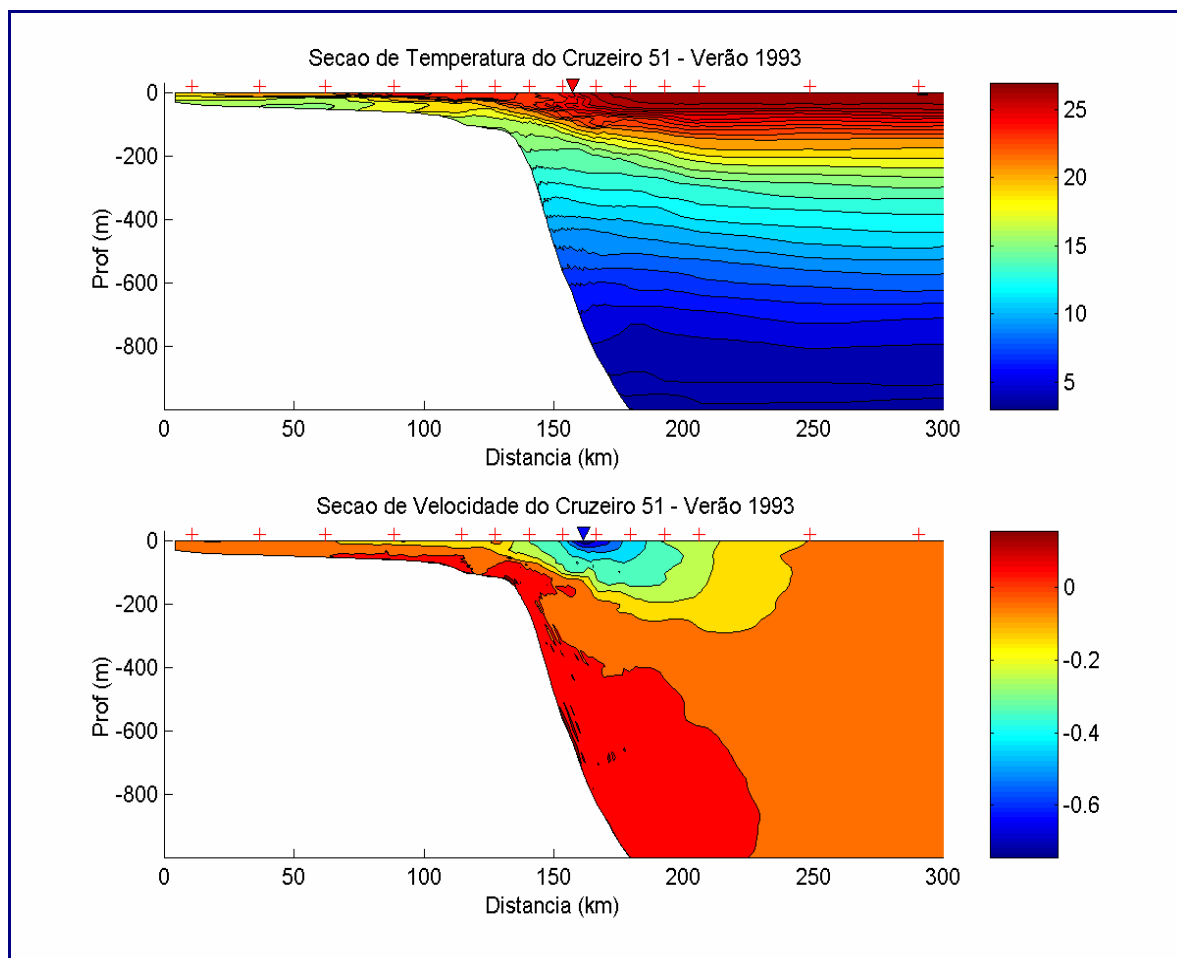 Secao de Temperatura do Cruzeiro 51 - Verão 1993
0
-200
-400
-600
-800
Prof (m)
0 50 100 150 200 250 300
Distancia (km)
25
20
15
10
5
Secao de Velocidade do Cruzeiro 51 - Verão 1993
0
-200
-400
-600
-800
Prof (m)
0 50 100 150 200 250 300
Distancia (km)
0
-0.2
-0.4
-0.6